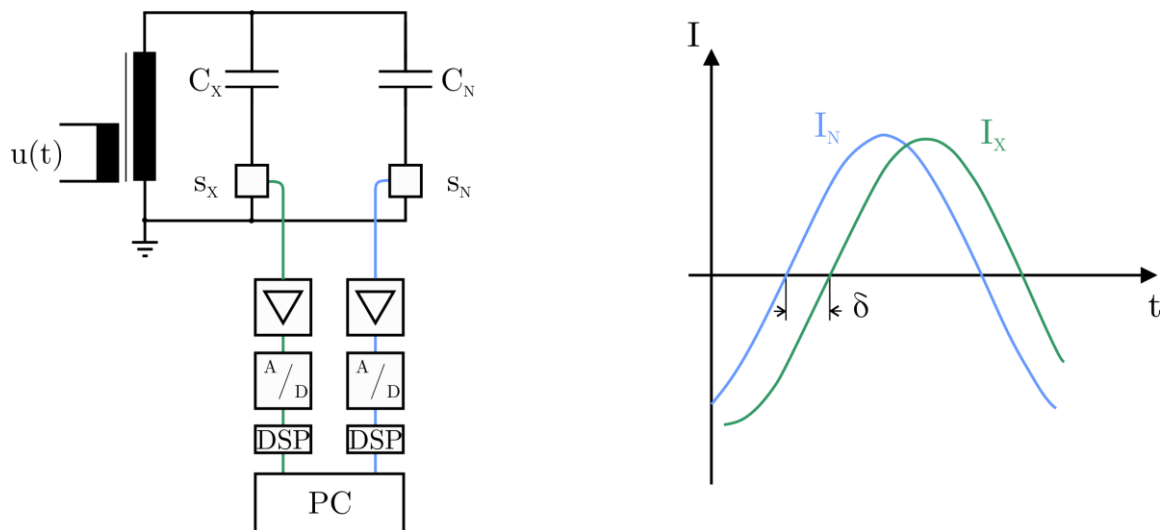 u(t)
C_X
C_N
s_X
s_N
A/D
A/D
DSP
DSP
PC
I
I_N
I_X
δ
t